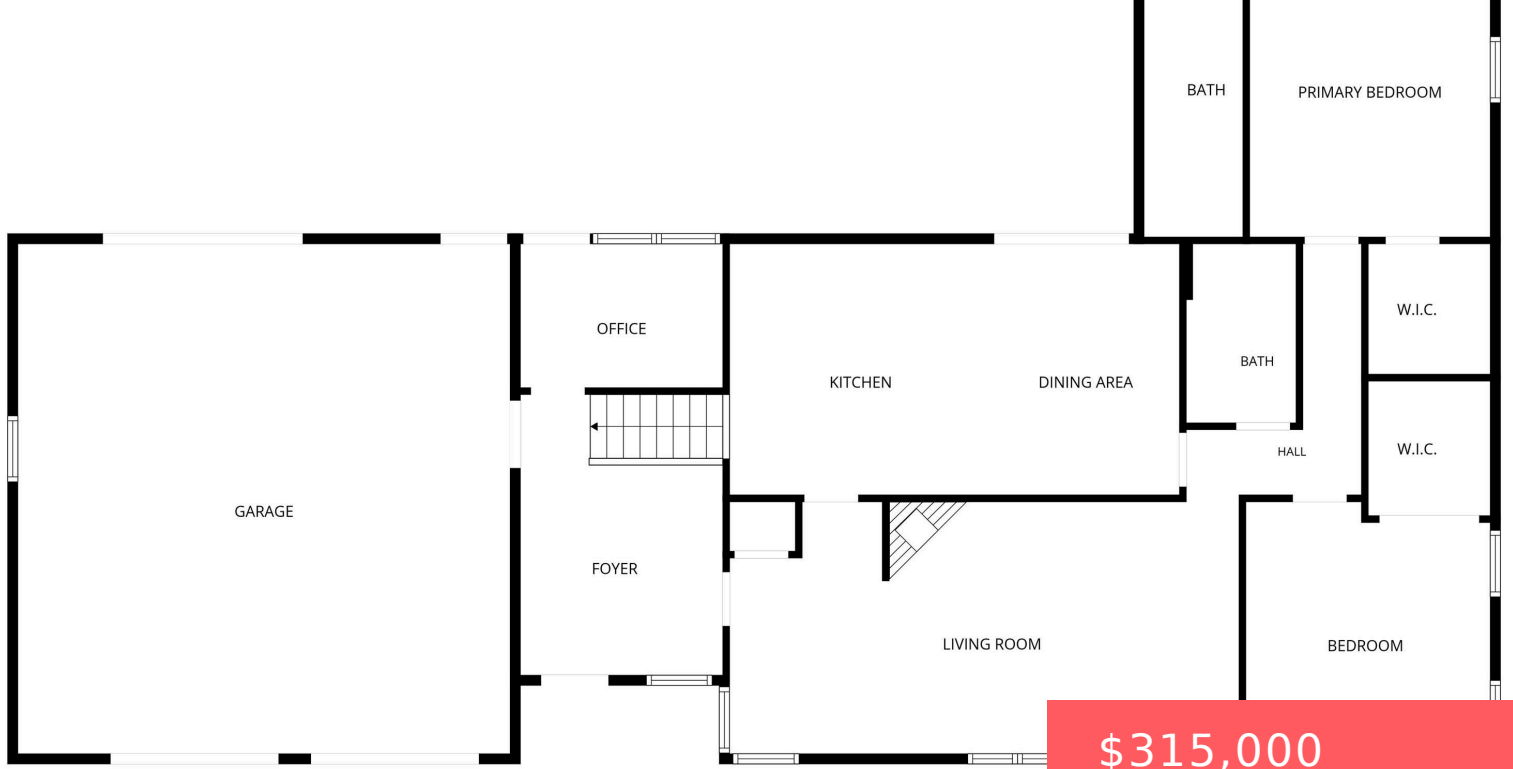 BATH
PRIMARY BEDROOM
OFFICE
W.I.C.
KITCHEN
DINING AREA
BATH
HALL
W.I.C.
GARAGE
FOYER
LIVING ROOM
BEDROOM
$315,000